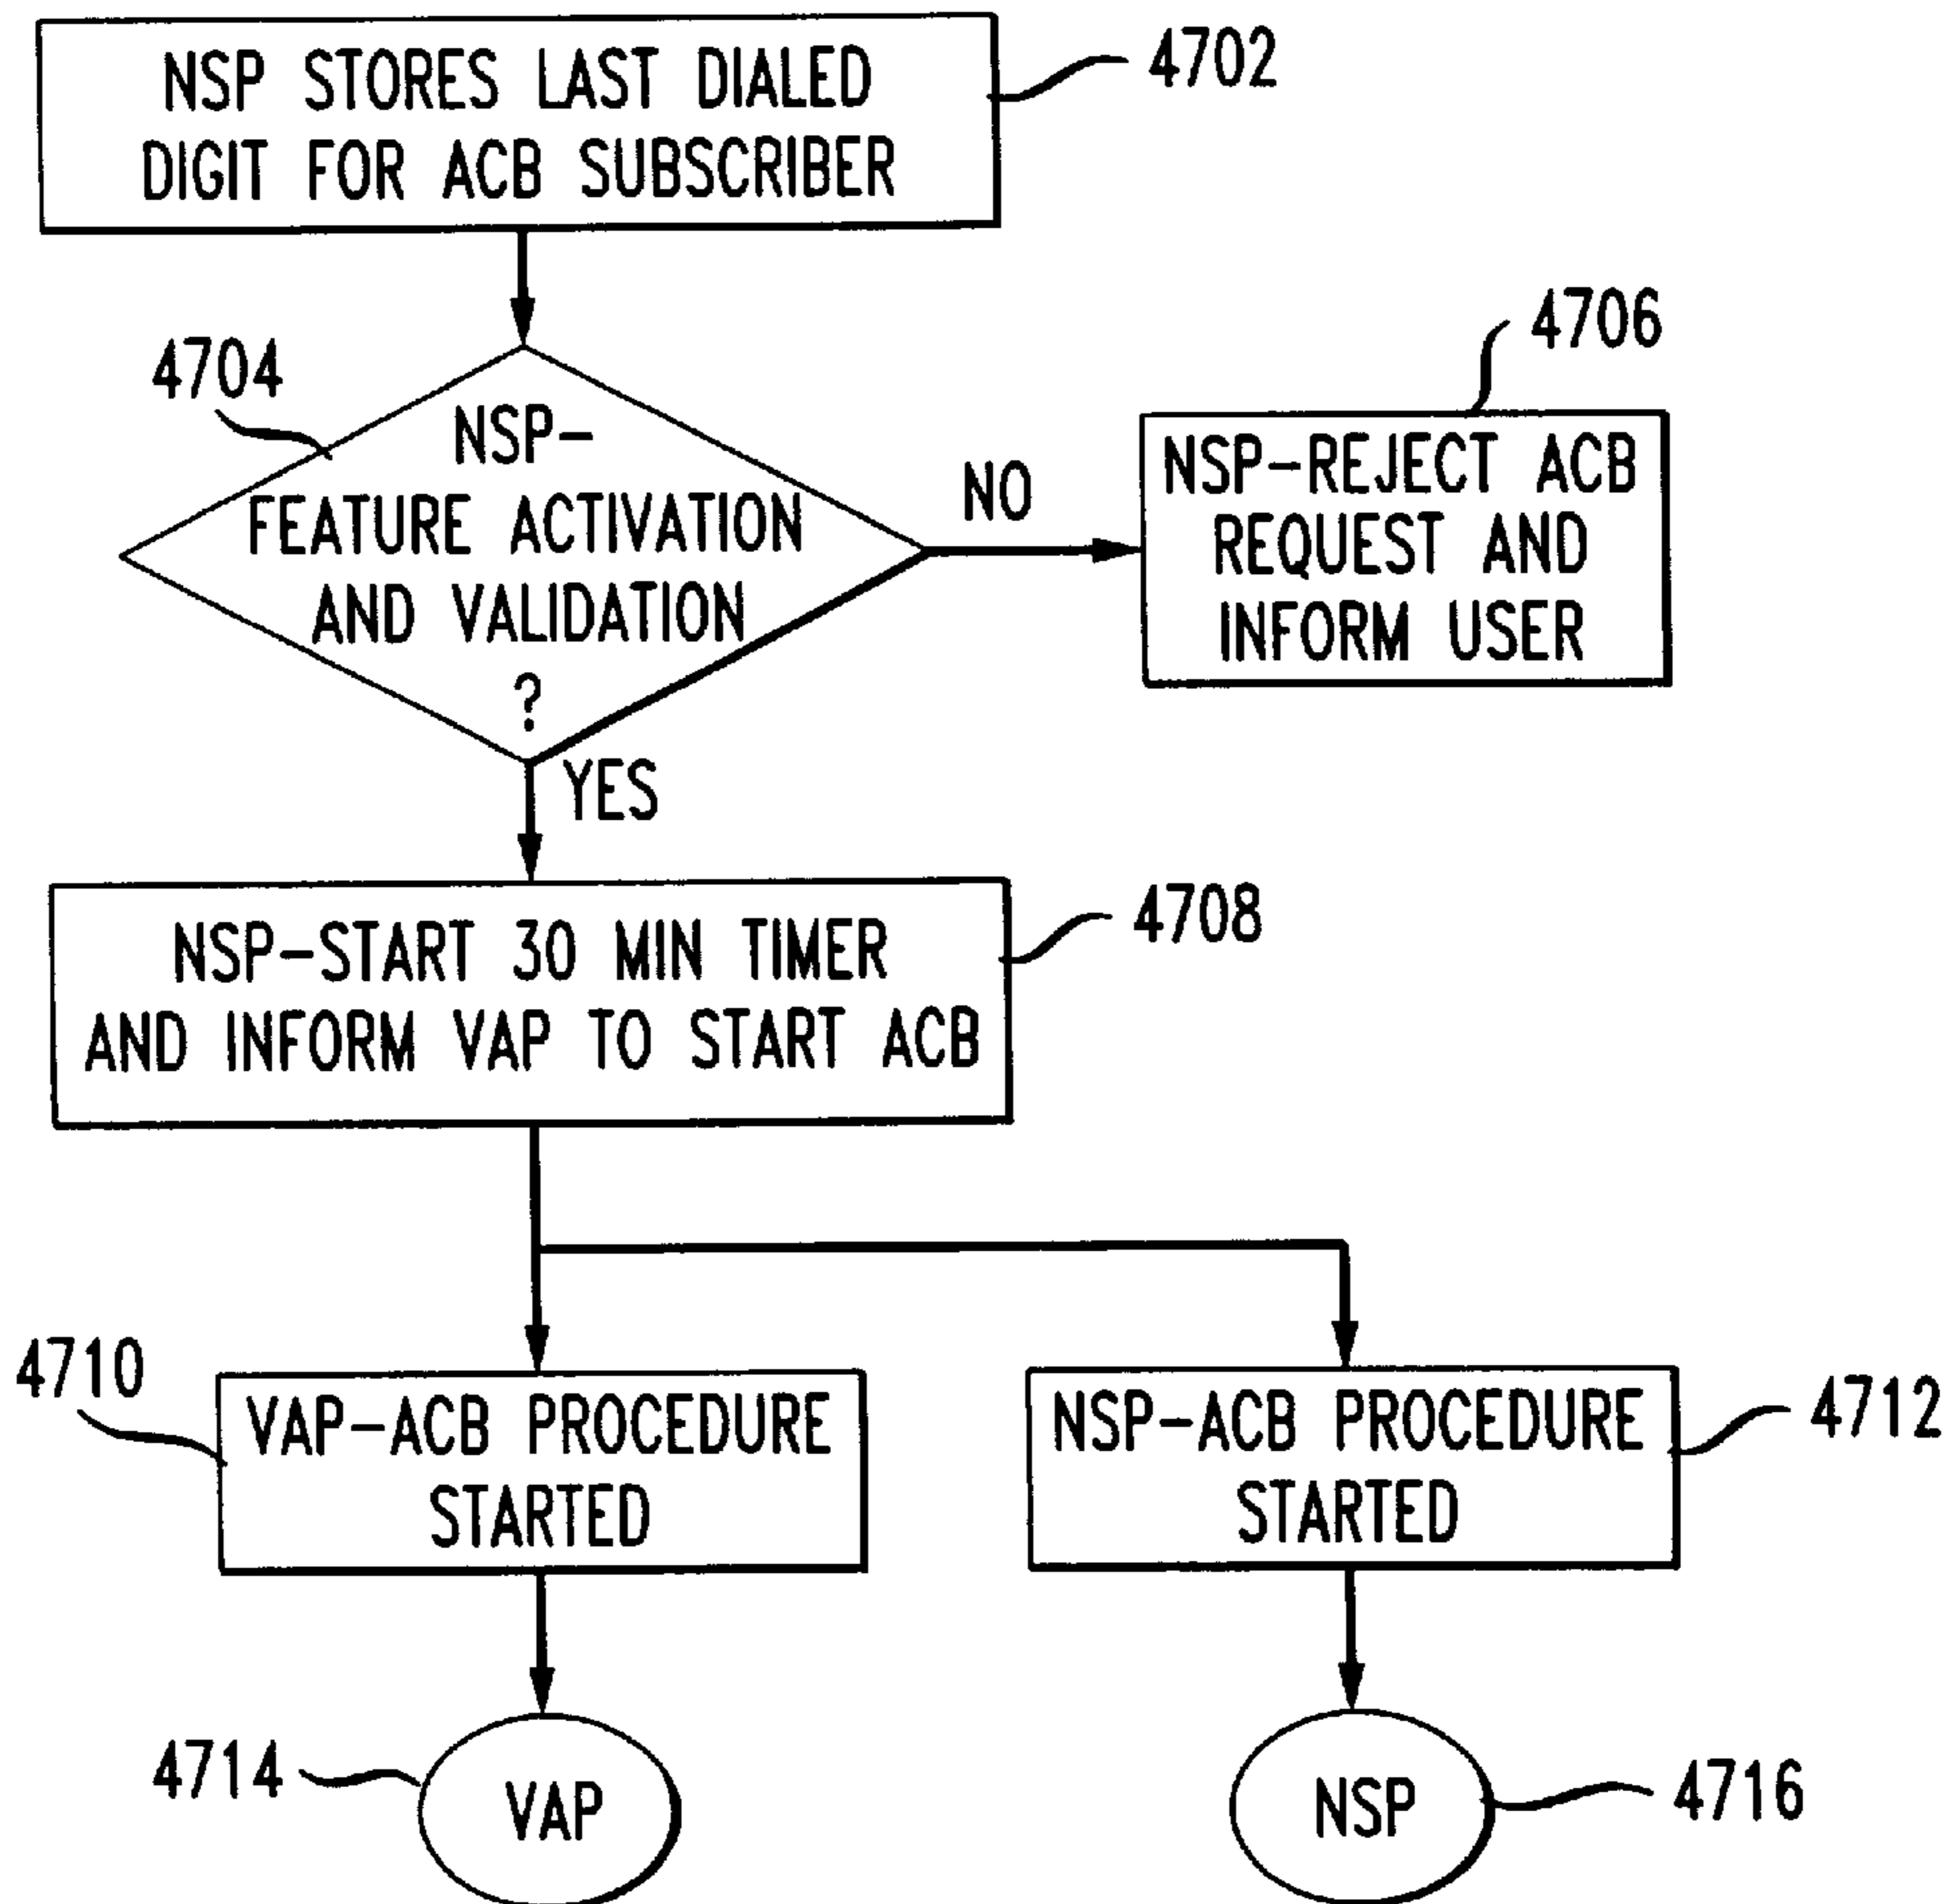 NSP STORES LAST DIALED
DIGIT FOR ACB SUBSCRIBER
4702
4704
NSP-
FEATURE ACTIVATION
AND VALIDATION
?
NO
4706
NSP-REJECT ACB
REQUEST AND
INFORM USER
YES
NSP-START 30 MIN TIMER
AND INFORM VAP TO START ACB
4708
4710
VAP-ACB PROCEDURE
STARTED
NSP-ACB PROCEDURE
STARTED
4712
4714
VAP
NSP
4716